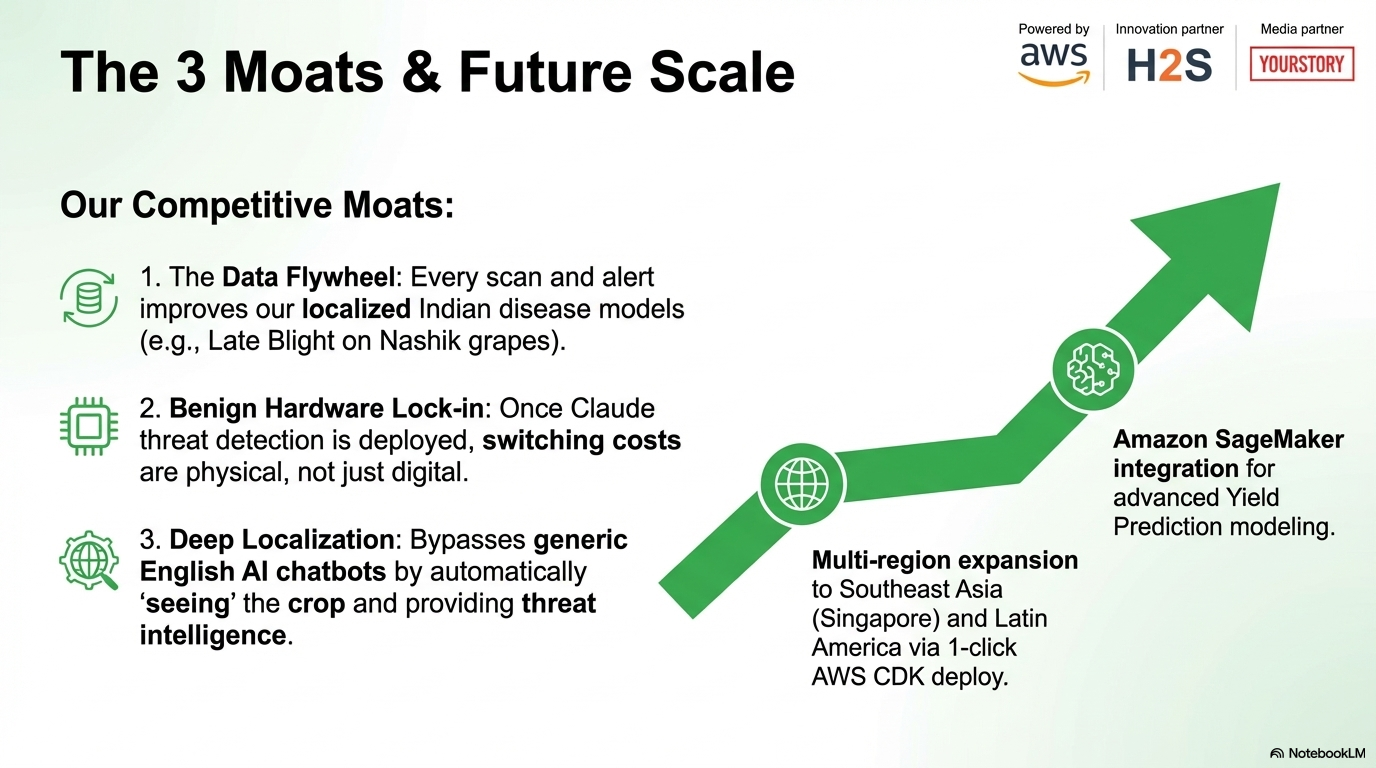 The 3 Moats & Future Scale
Powered by
aws
Innovation partner
H2S
Media partner
YOURSTORY
Our Competitive Moats:
1. The Data Flywheel: Every scan and alert
improves our localized Indian disease models
(e.g., Late Blight on Nashik grapes).
2. Benign Hardware Lock-in: Once Claude
threat detection is deployed, switching costs
are physical, not just digital.
3. Deep Localization: Bypasses generic
English AI chatbots by automatically
‘seeing’ the crop and providing threat
intelligence.
Multi-region expansion
to Southeast Asia
(Singapore) and Latin
America via 1-click
AWS CDK deploy.
Amazon SageMaker
integration for
advanced Yield
Prediction modeling.
NotebookLM